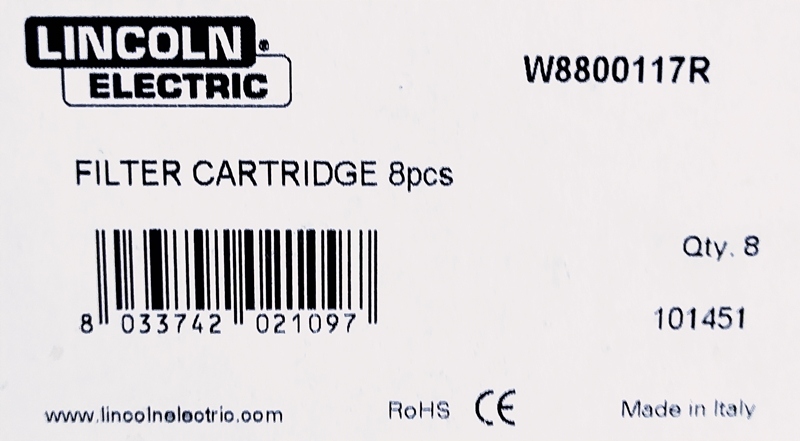 LINCOLN®
ELECTRIC
W8800117R
FILTER CARTRIDGE 8pcs
Qty. 8
8 033742 021097
101451
www.lincolnelectric.com
RoHS CE
Made in Italy